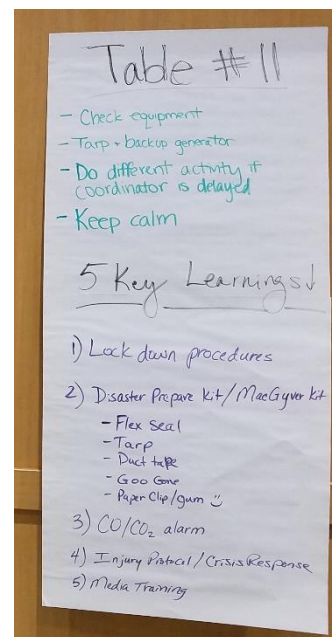 Table #11
- Check equipment
- Tarp + backup generator
- Do different activity if
coordinator is delayed
- Keep calm
5 Key Learnings↓
1) Lock down procedures
2) Disaster Prepare Kit/MacGyver Kit
- Flex Seal
- Tarp
- Duct tape
- Goo Gone
- Paper Clip/gum ☺
3) CO/CO₂ alarm
4) Injury Protocol/Crisis Response
5) Media Training